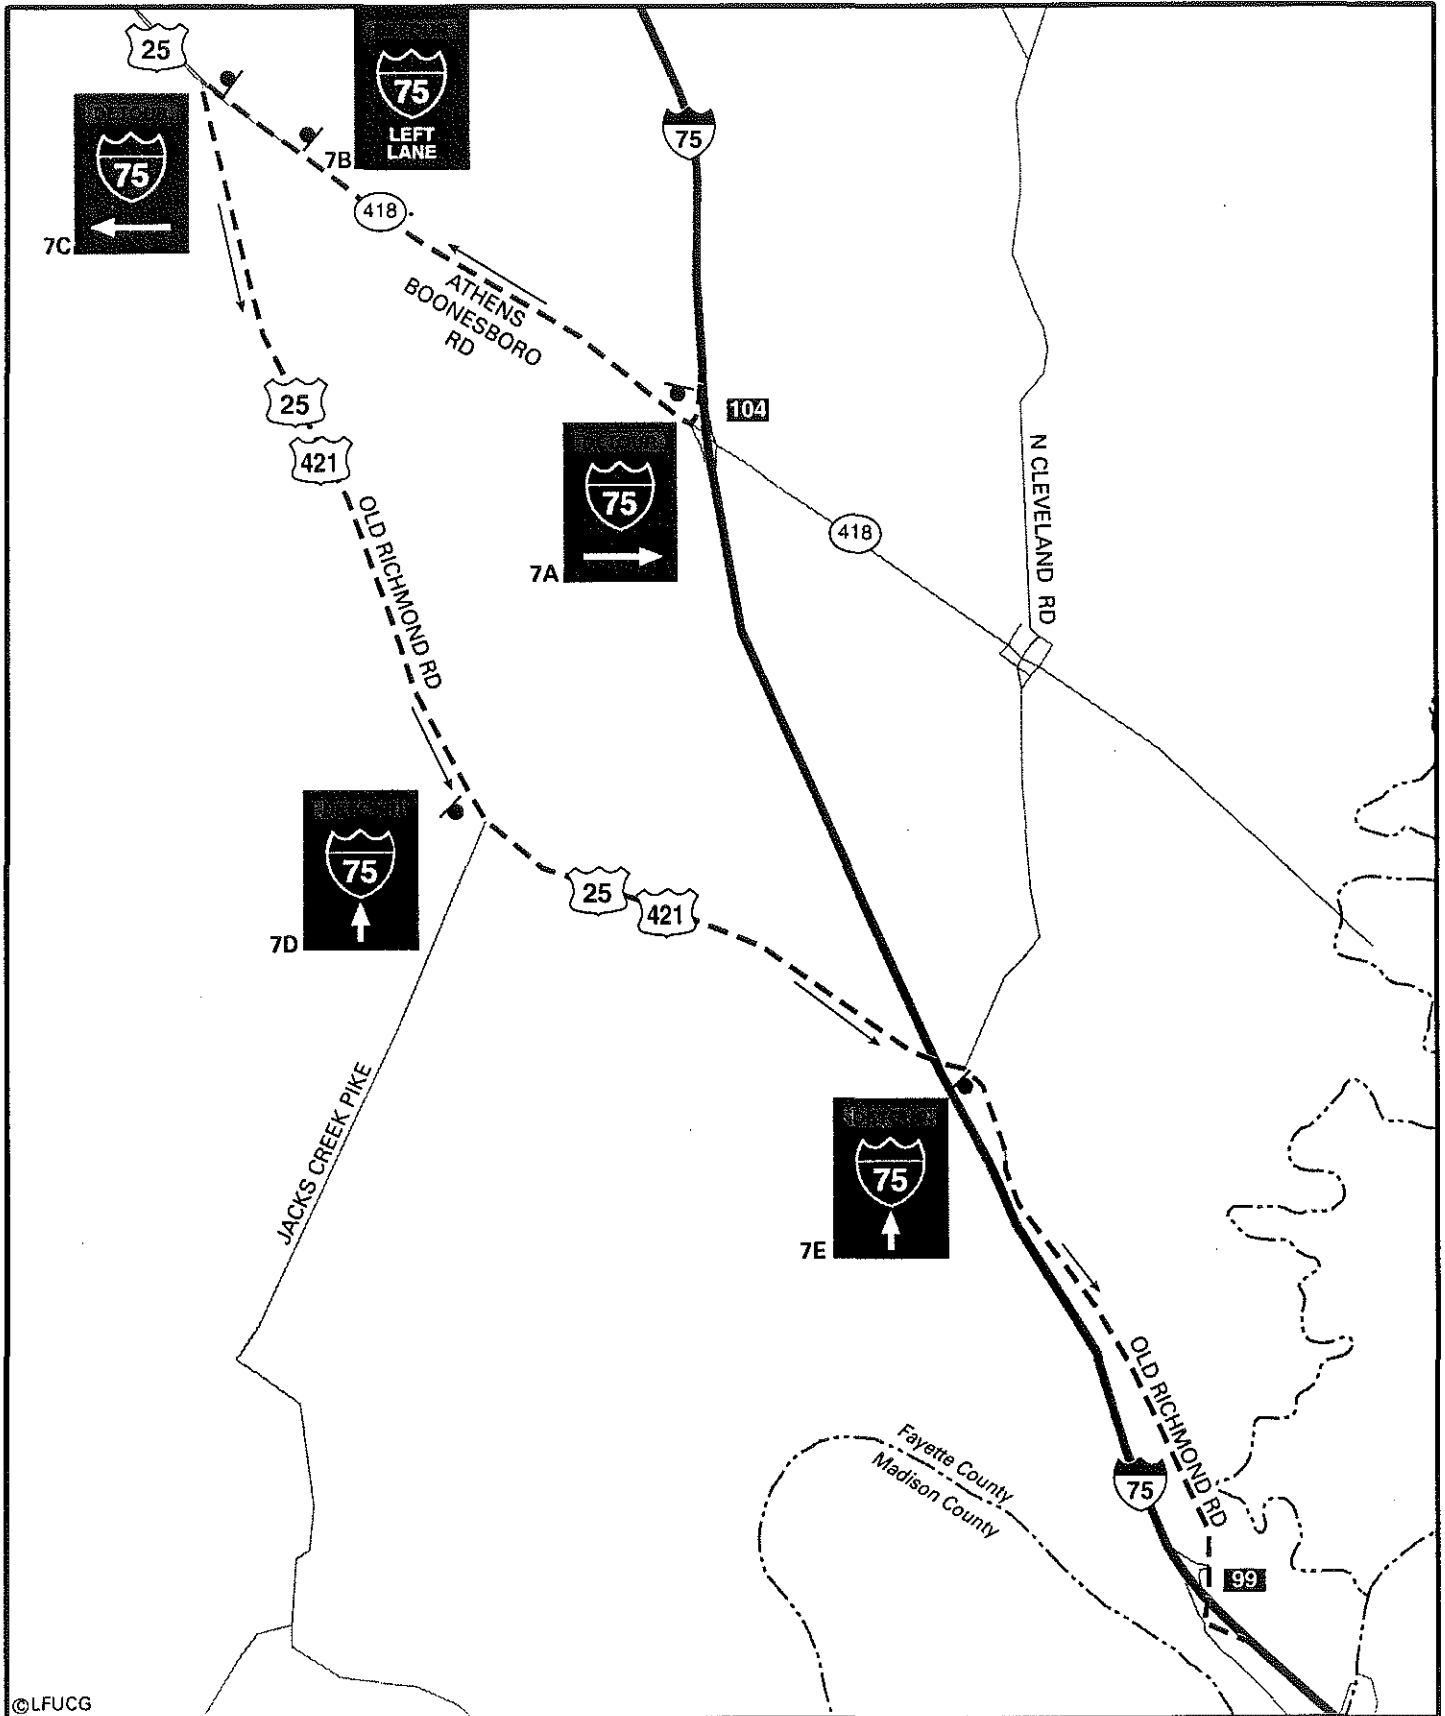 25
75
LEFT
LANE
7B
75
7C
75
418
ATHENS
BOONESBORO
RD
25
421
104
75
7A
418
N CLEVELAND RD
OLD RICHMOND RD
75
7D
25
421
JACKS CREEK PIKE
75
7E
OLD RICHMOND RD
Fayette County
Madison County
75
99
©LFUCG